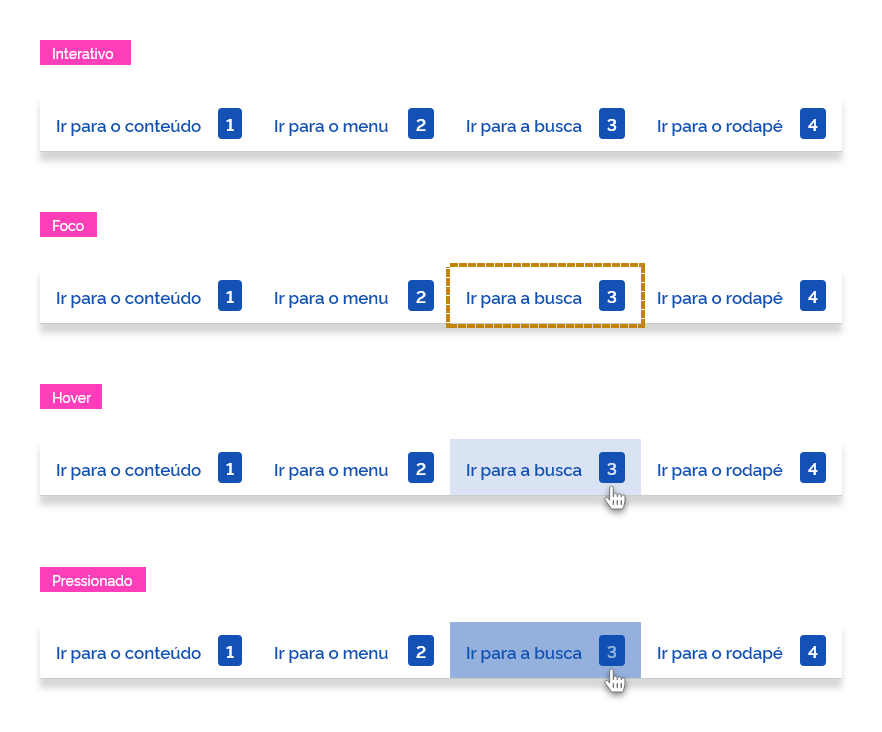 Interativo
Ir para o conteúdo 1 Ir para o menu 2 Ir para a busca 3 Ir para o rodapé 4
Foco
Ir para o conteúdo 1 Ir para o menu 2 Ir para a busca 3 Ir para o rodapé 4
Hover
Ir para o conteúdo 1 Ir para o menu 2 Ir para a busca 3 Ir para o rodapé 4
Pressionado
Ir para o conteúdo 1 Ir para o menu 2 Ir para a busca 3 Ir para o rodapé 4